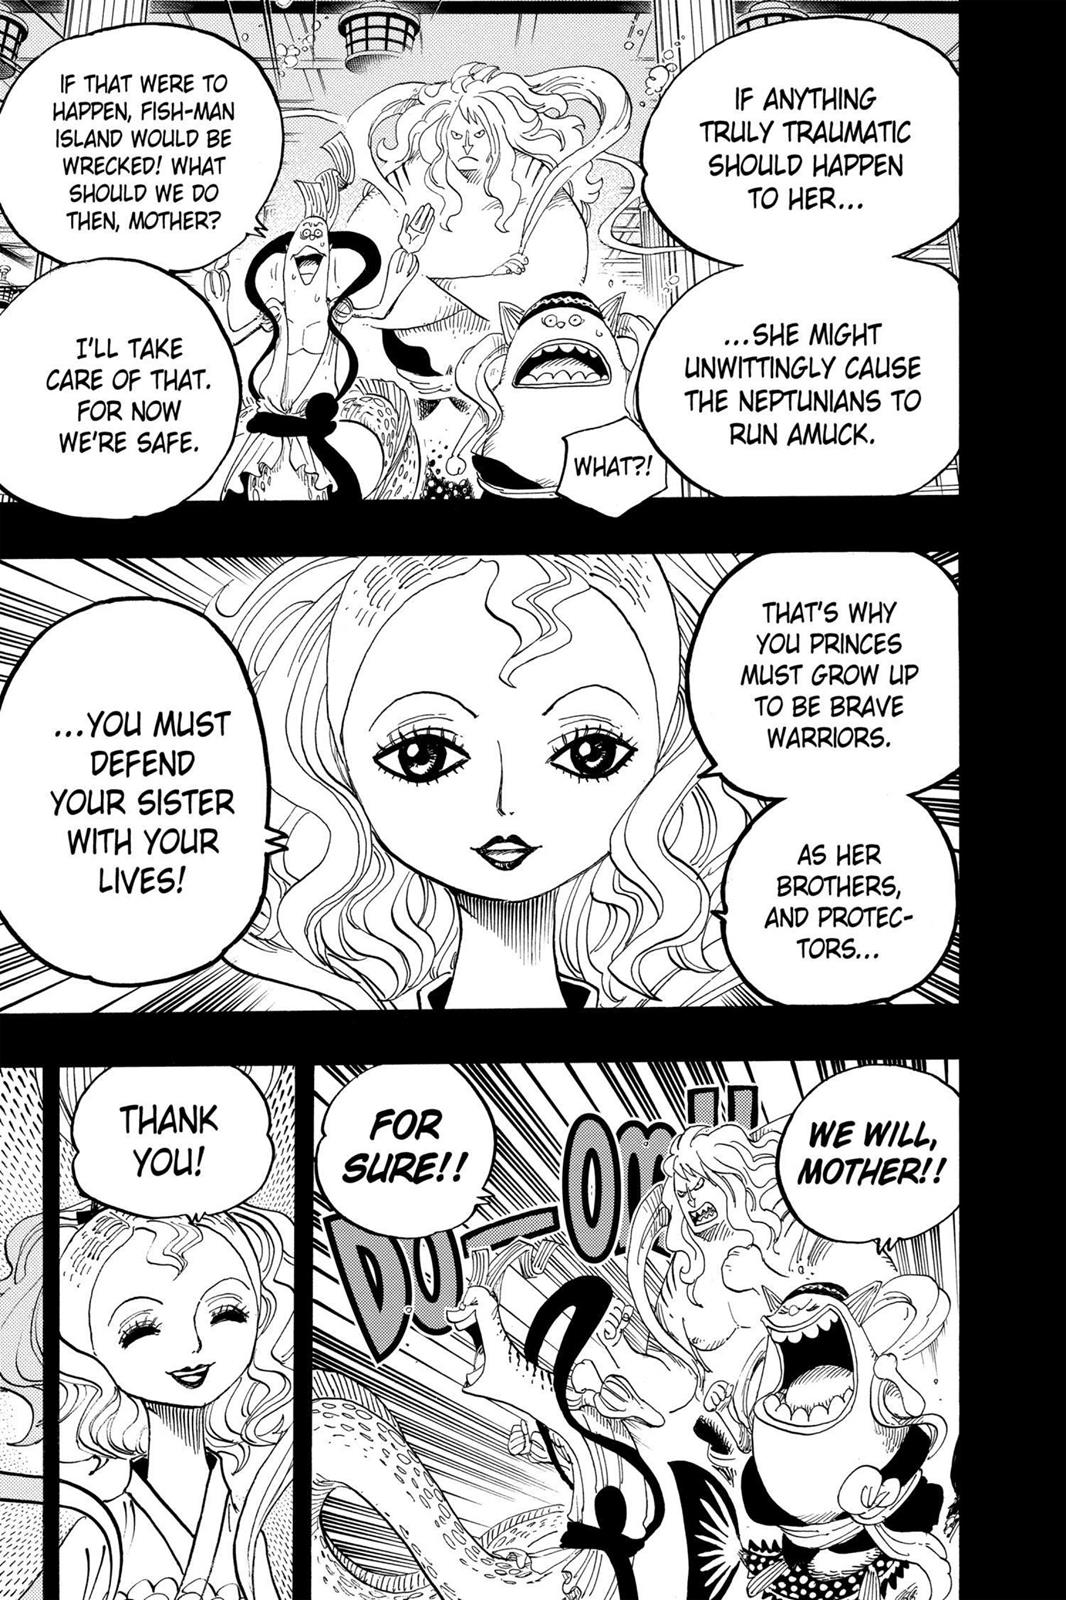 IF ANYTHING
TRULY TRAUMATIC
SHOULD HAPPEN
TO HER...
...SHE MIGHT
UNWITTINGLY CAUSE
THE NEPTUNIANS TO
RUN AMUCK.
WHAT?!
IF THAT WERE TO
HAPPEN, FISH-MAN
ISLAND WOULD BE
WRECKED! WHAT
SHOULD WE DO
THEN, MOTHER?
I'LL TAKE
CARE OF THAT.
FOR NOW
WE'RE SAFE.
THAT'S WHY
YOU PRINCES
MUST GROW UP
TO BE BRAVE
WARRIORS.
AS HER
BROTHERS,
AND PROTEC-
TORS...
...YOU MUST
DEFEND
YOUR SISTER
WITH YOUR
LIVES!
WE WILL,
MOTHER!!
FOR
SURE!!
DO—OM!!
THANK
YOU!